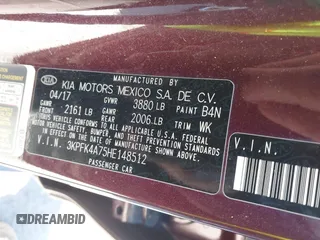 KIA KIA MOTORS MEXICO S.A. DE C.V.
04/17 GVWR 3880 LB PAINT B4N
GAWR FRONT 2161 LB GAWR REAR 2006 LB TRIM WK
THIS VEHICLE CONFORMS TO ALL APPLICABLE
U.S. FEDERAL MOTOR VEHICLE SAFETY, BUMPER, AND
THEFT PREVENTION STANDARDS IN EFFECT ON THE
DATE OF MANUFACTURE SHOWN ABOVE.
V.I.N. 3KPFK4A75HE148512
PASSENGER CAR
V.I.N.
DREAMBID